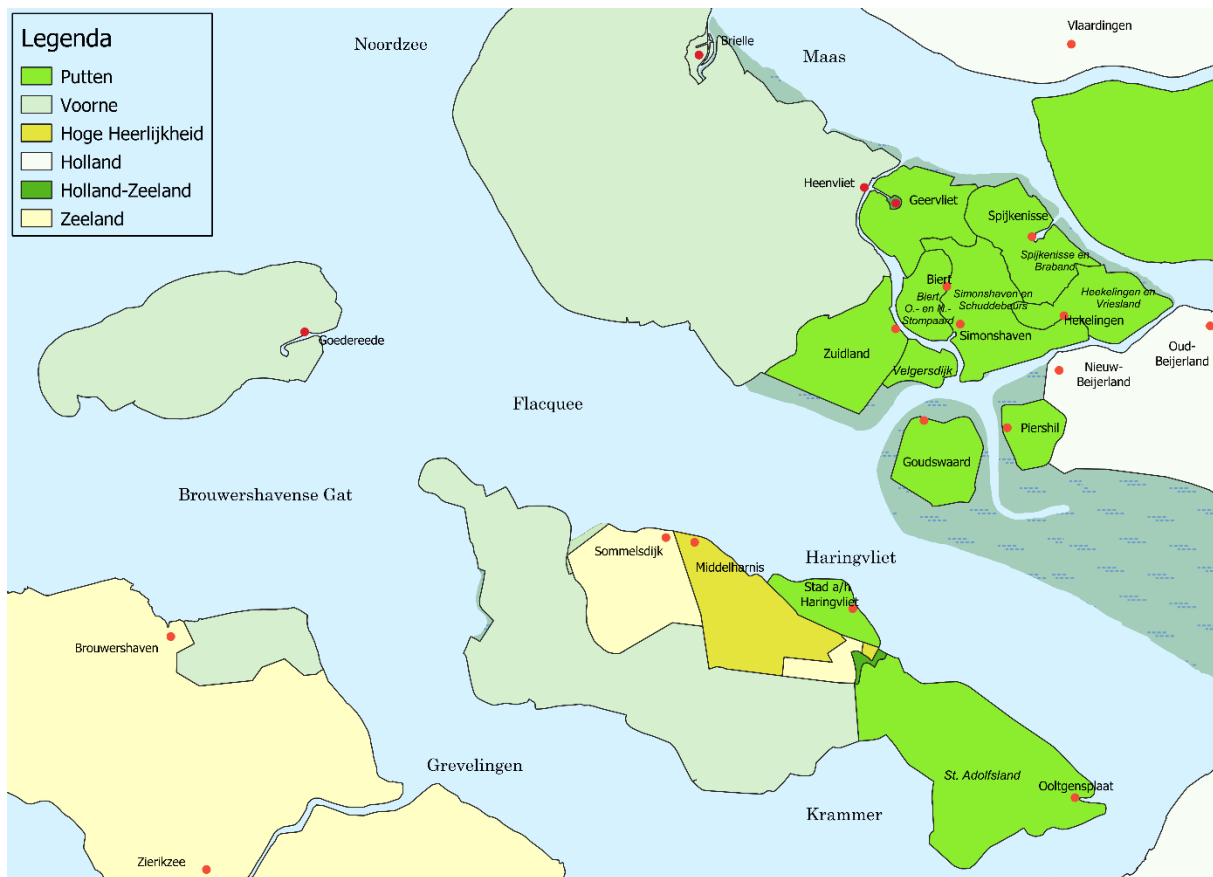 Legenda
Putten
Voorne
Hoge Heerlijkheid
Holland
Holland-Zeeland
Zeeland
Noordzee
Brielle
Maas
Vlaardingen
Heenvliet
Geervliet
Spijkenisse
Spijkenisse en
Braband
Biert
Biert
O.- en N.-
Stompaard
Simonshaven en
Schuddebeurs
Heekelingen en
Vriesland
Hekelingen
Simonshaven
Zuidland
Velgersdijk
Nieuw-
Beijerland
Oud-
Beijerland
Goedereede
Flacquee
Piershil
Goudswaard
Brouwershavense Gat
Sommelsdijk
Middelharnis
Haringvliet
Stad a/h
Haringvliet
Brouwershaven
Grevelingen
St. Adolfsland
Ooltgensplaat
Krammer
Zierikzee